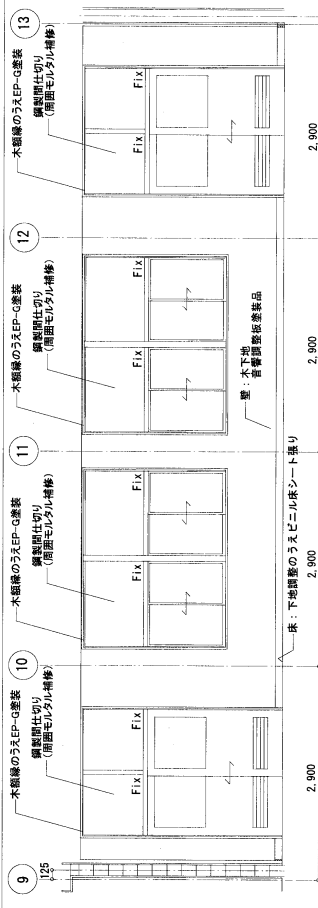 9
125
木額縁のうえEP-G塗装
鋼製間仕切り
(周囲モルタル補修)
Fix
Fix
2,900
10
木額縁のうえEP-G塗装
鋼製間仕切り
(周囲モルタル補修)
Fix
Fix
2,900
11
木額縁のうえEP-G塗装
鋼製間仕切り
(周囲モルタル補修)
Fix
Fix
2,900
12
木額縁のうえEP-G塗装
鋼製間仕切り
(周囲モルタル補修)
Fix
Fix
2,900
13
壁：木下地
音響調整板塗装品
床：下地調整のうえビニル床シート張り